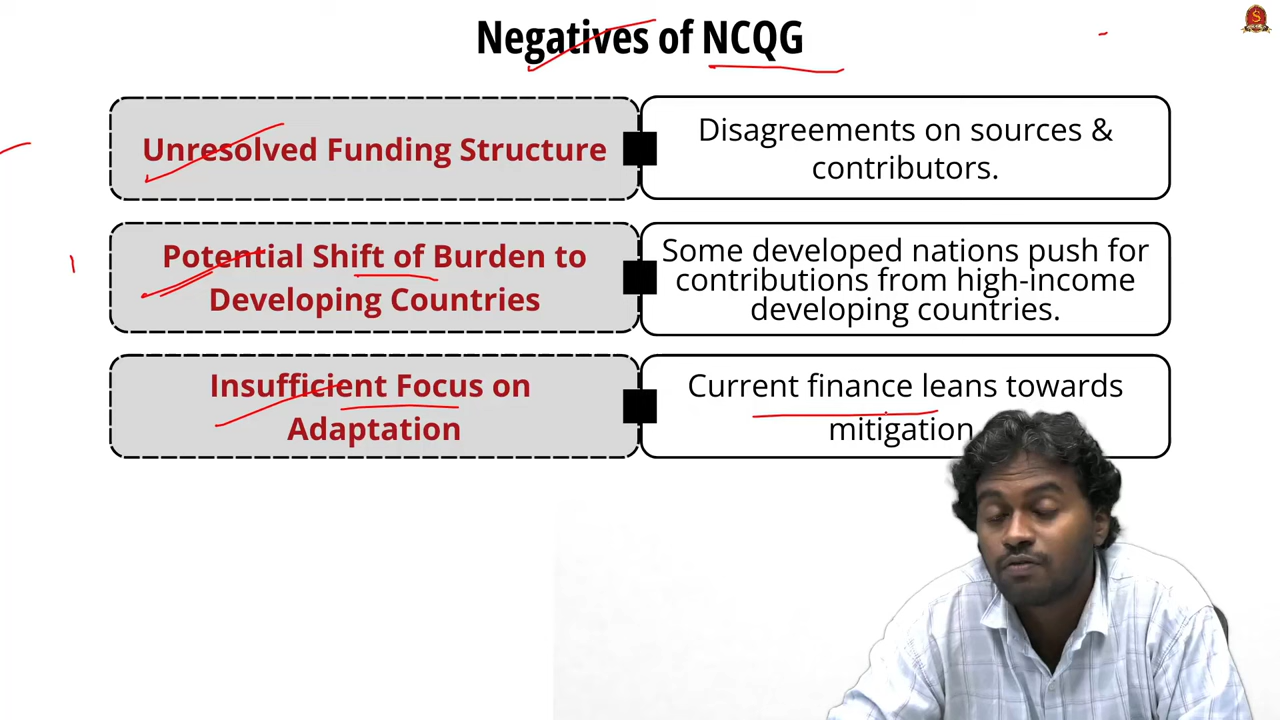 Negatives of NCQG
Unresolved Funding Structure
Disagreements on sources &
contributors.
Potential Shift of Burden to
Developing Countries
Some developed nations push for
contributions from high-income
developing countries.
Insufficient Focus on
Adaptation
Current finance leans towards
mitigation